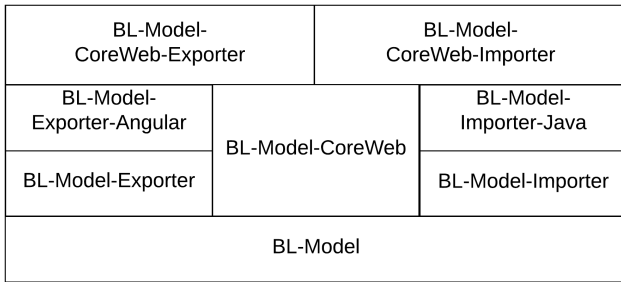 BL-Model-
CoreWeb-Exporter
BL-Model-
CoreWeb-Importer
BL-Model-
Exporter-Angular
BL-Model-CoreWeb
BL-Model-
Importer-Java
BL-Model-Exporter
BL-Model-Importer
BL-Model